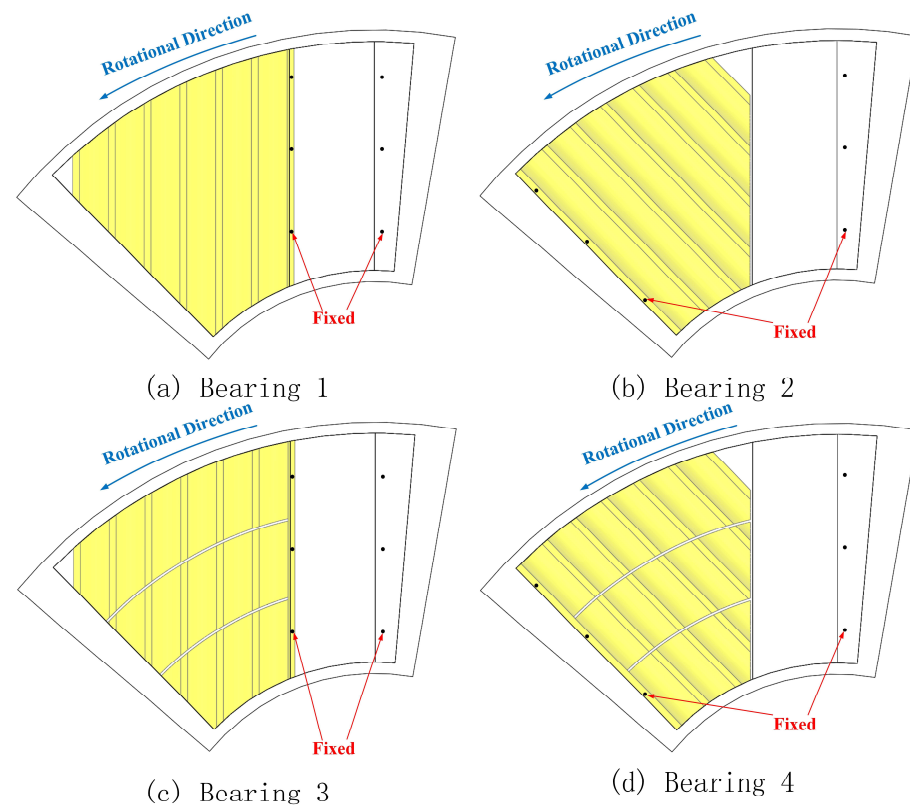 Rotational Direction
Fixed
(a) Bearing 1
Rotational Direction
Fixed
(b) Bearing 2
Rotational Direction
Fixed
(c) Bearing 3
Rotational Direction
Fixed
(d) Bearing 4